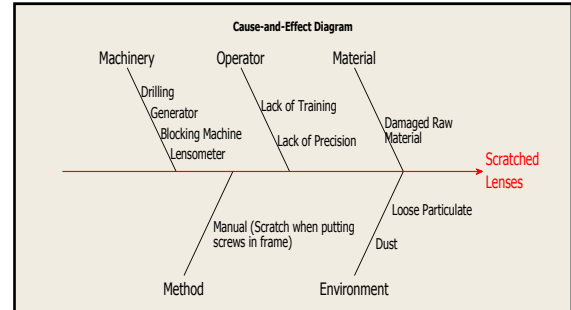 Cause-and-Effect Diagram
Machinery
Operator
Material
Drilling
Generator
Blocking Machine
Lensometer
Lack of Training
Lack of Precision
Damaged Raw
Material
Scratched
Lenses
Manual (Scratch when putting
screws in frame)
Loose Particulate
Dust
Method
Environment